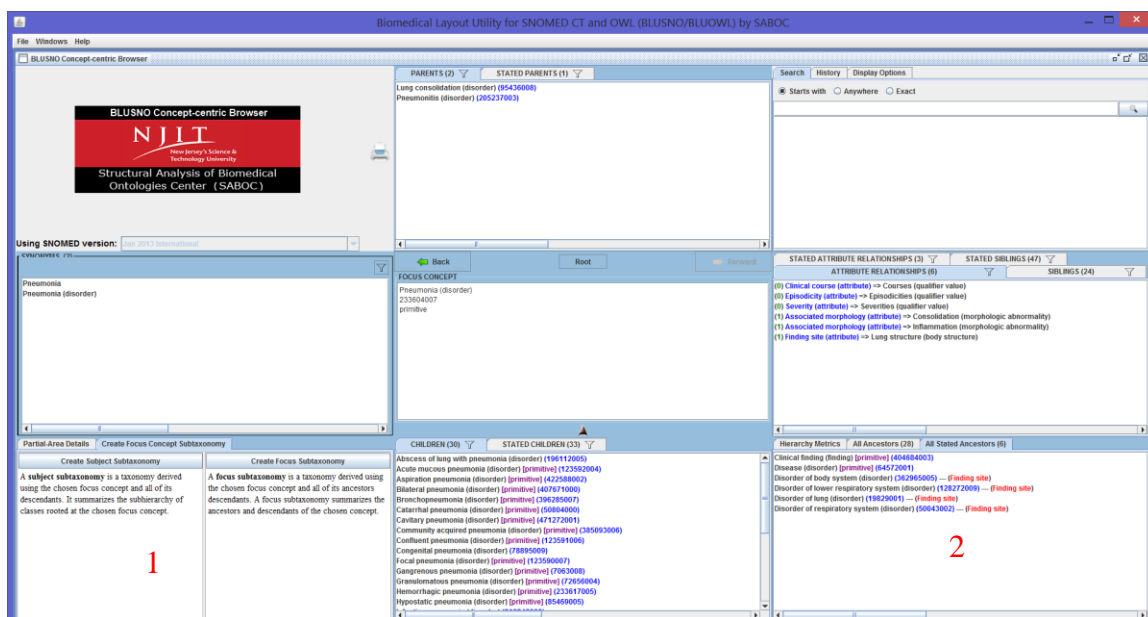 Biomedical Layout Utility for SNOMED CT and OWL (BLUSNO/BLUOWL) by SABOC
File Windows Help
BLUSNO Concept-centric Browser
BLUSNO Concept-centric Browser
NJIT
New Jersey's Science &
Technology University
Structural Analysis of Biomedical
Ontologies Center (SABOC)
Using SNOMED version: Jan 2013 International
PARENTS (2) STATED PARENTS (1)
Lung consolidation (disorder) (95436008)
Pneumonitis (disorder) (205237003)
Search History Display Options
Starts with Anywhere Exact
SYNONYMS (2)
Pneumonia
Pneumonia (disorder)
Back Root Forward
FOCUS CONCEPT
Pneumonia (disorder)
233604007
primitive
STATED ATTRIBUTE RELATIONSHIPS (3) STATED SIBLINGS (47)
ATTRIBUTE RELATIONSHIPS (6) SIBLINGS (24)
(0) Clinical course (attribute) => Courses (qualifier value)
(0) Episodicity (attribute) => Episodicities (qualifier value)
(0) Severity (attribute) => Severities (qualifier value)
(1) Associated morphology (attribute) => Consolidation (morphologic abnormality)
(1) Associated morphology (attribute) => Inflammation (morphologic abnormality)
(1) Finding site (attribute) => Lung structure (body structure)
Partial-Area Details Create Focus Concept Subtaxonomy
Create Subject Subtaxonomy
A subject subtaxonomy is a taxonomy derived
using the chosen focus concept and all of its
descendants. It summarizes the subhierarchy of
classes rooted at the chosen focus concept.
1
Create Focus Subtaxonomy
A focus subtaxonomy is a taxonomy derived using
the chosen focus concept and all of its ancestors
descendants. A focus subtaxonomy summarizes the
ancestors and descendants of the chosen concept.
CHILDREN (30) STATED CHILDREN (33)
Abscess of lung with pneumonia (disorder) (196112005)
Acute mucous pneumonia (disorder) [primitive] (123592004)
Aspiration pneumonia (disorder) (422588002)
Bilateral pneumonia (disorder) [primitive] (407671000)
Bronchopneumonia (disorder) [primitive] (396285007)
Catarrhal pneumonia (disorder) [primitive] (50804000)
Cavitary pneumonia (disorder) [primitive] (471272001)
Community acquired pneumonia (disorder) [primitive] (385093006)
Confluent pneumonia (disorder) [primitive] (123591006)
Congenital pneumonia (disorder) (78895009)
Focal pneumonia (disorder) [primitive] (123590007)
Gangrenous pneumonia (disorder) [primitive] (7063008)
Granulomatous pneumonia (disorder) [primitive] (72656004)
Hemorrhagic pneumonia (disorder) [primitive] (233617005)
Hypostatic pneumonia (disorder) [primitive] (85469005)
Hierarchy Metrics All Ancestors (28) All Stated Ancestors (6)
Clinical finding (finding) [primitive] (404684003)
Disease (disorder) [primitive] (64572001)
Disorder of body system (disorder) (362965005) --- (Finding site)
Disorder of lower respiratory system (disorder) (128272009) --- (Finding site)
Disorder of lung (disorder) (19829001) --- (Finding site)
Disorder of respiratory system (disorder) (50043002) --- (Finding site)
2